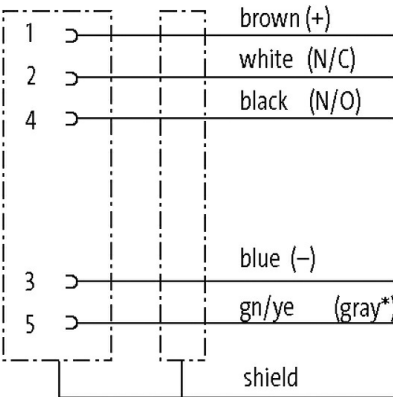 1 brown (+)
2 white (N/C)
4 black (N/O)
3 blue (–)
5 gn/ye (gray*)
shield